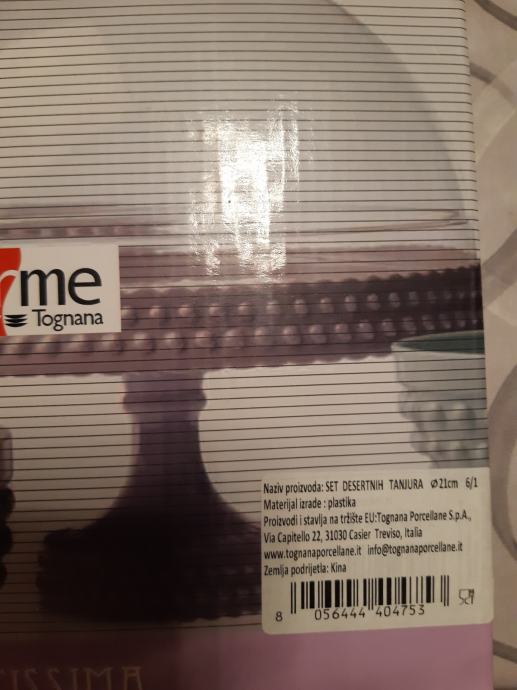 me
Tognana
Naziv proizvoda: SET DESERTNIH TANJURA Ø21cm 6/1
Materijal izrade : plastika
Proizvodi i stavlja na tržište EU:Tognana Porcellane S.p.A.,
Via Capitello 22, 31030 Casier Treviso, Italia
www.tognanaporcellane.it info@tognanaporcellane.it
Zemlja podrijetla: Kina
8 056444 404753
ISSIMA